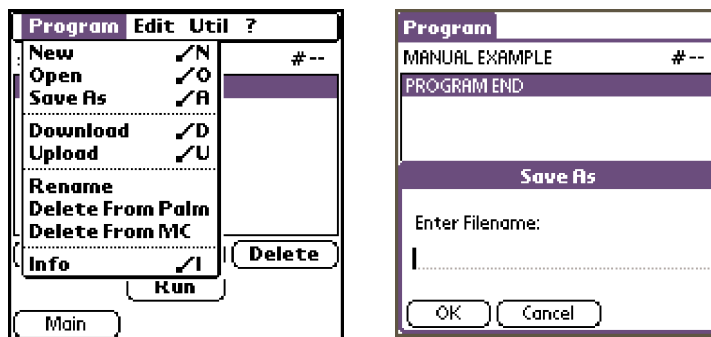 Program Edit Util ?
New ⁄N
#--
Open ⁄O
Save As ⁄A
Download ⁄D
Upload ⁄U
Rename
Delete From Palm
Delete From MC
Info ⁄I
Delete
Run
Main
Program
MANUAL EXAMPLE #--
PROGRAM END
Save As
Enter Filename:
OK Cancel